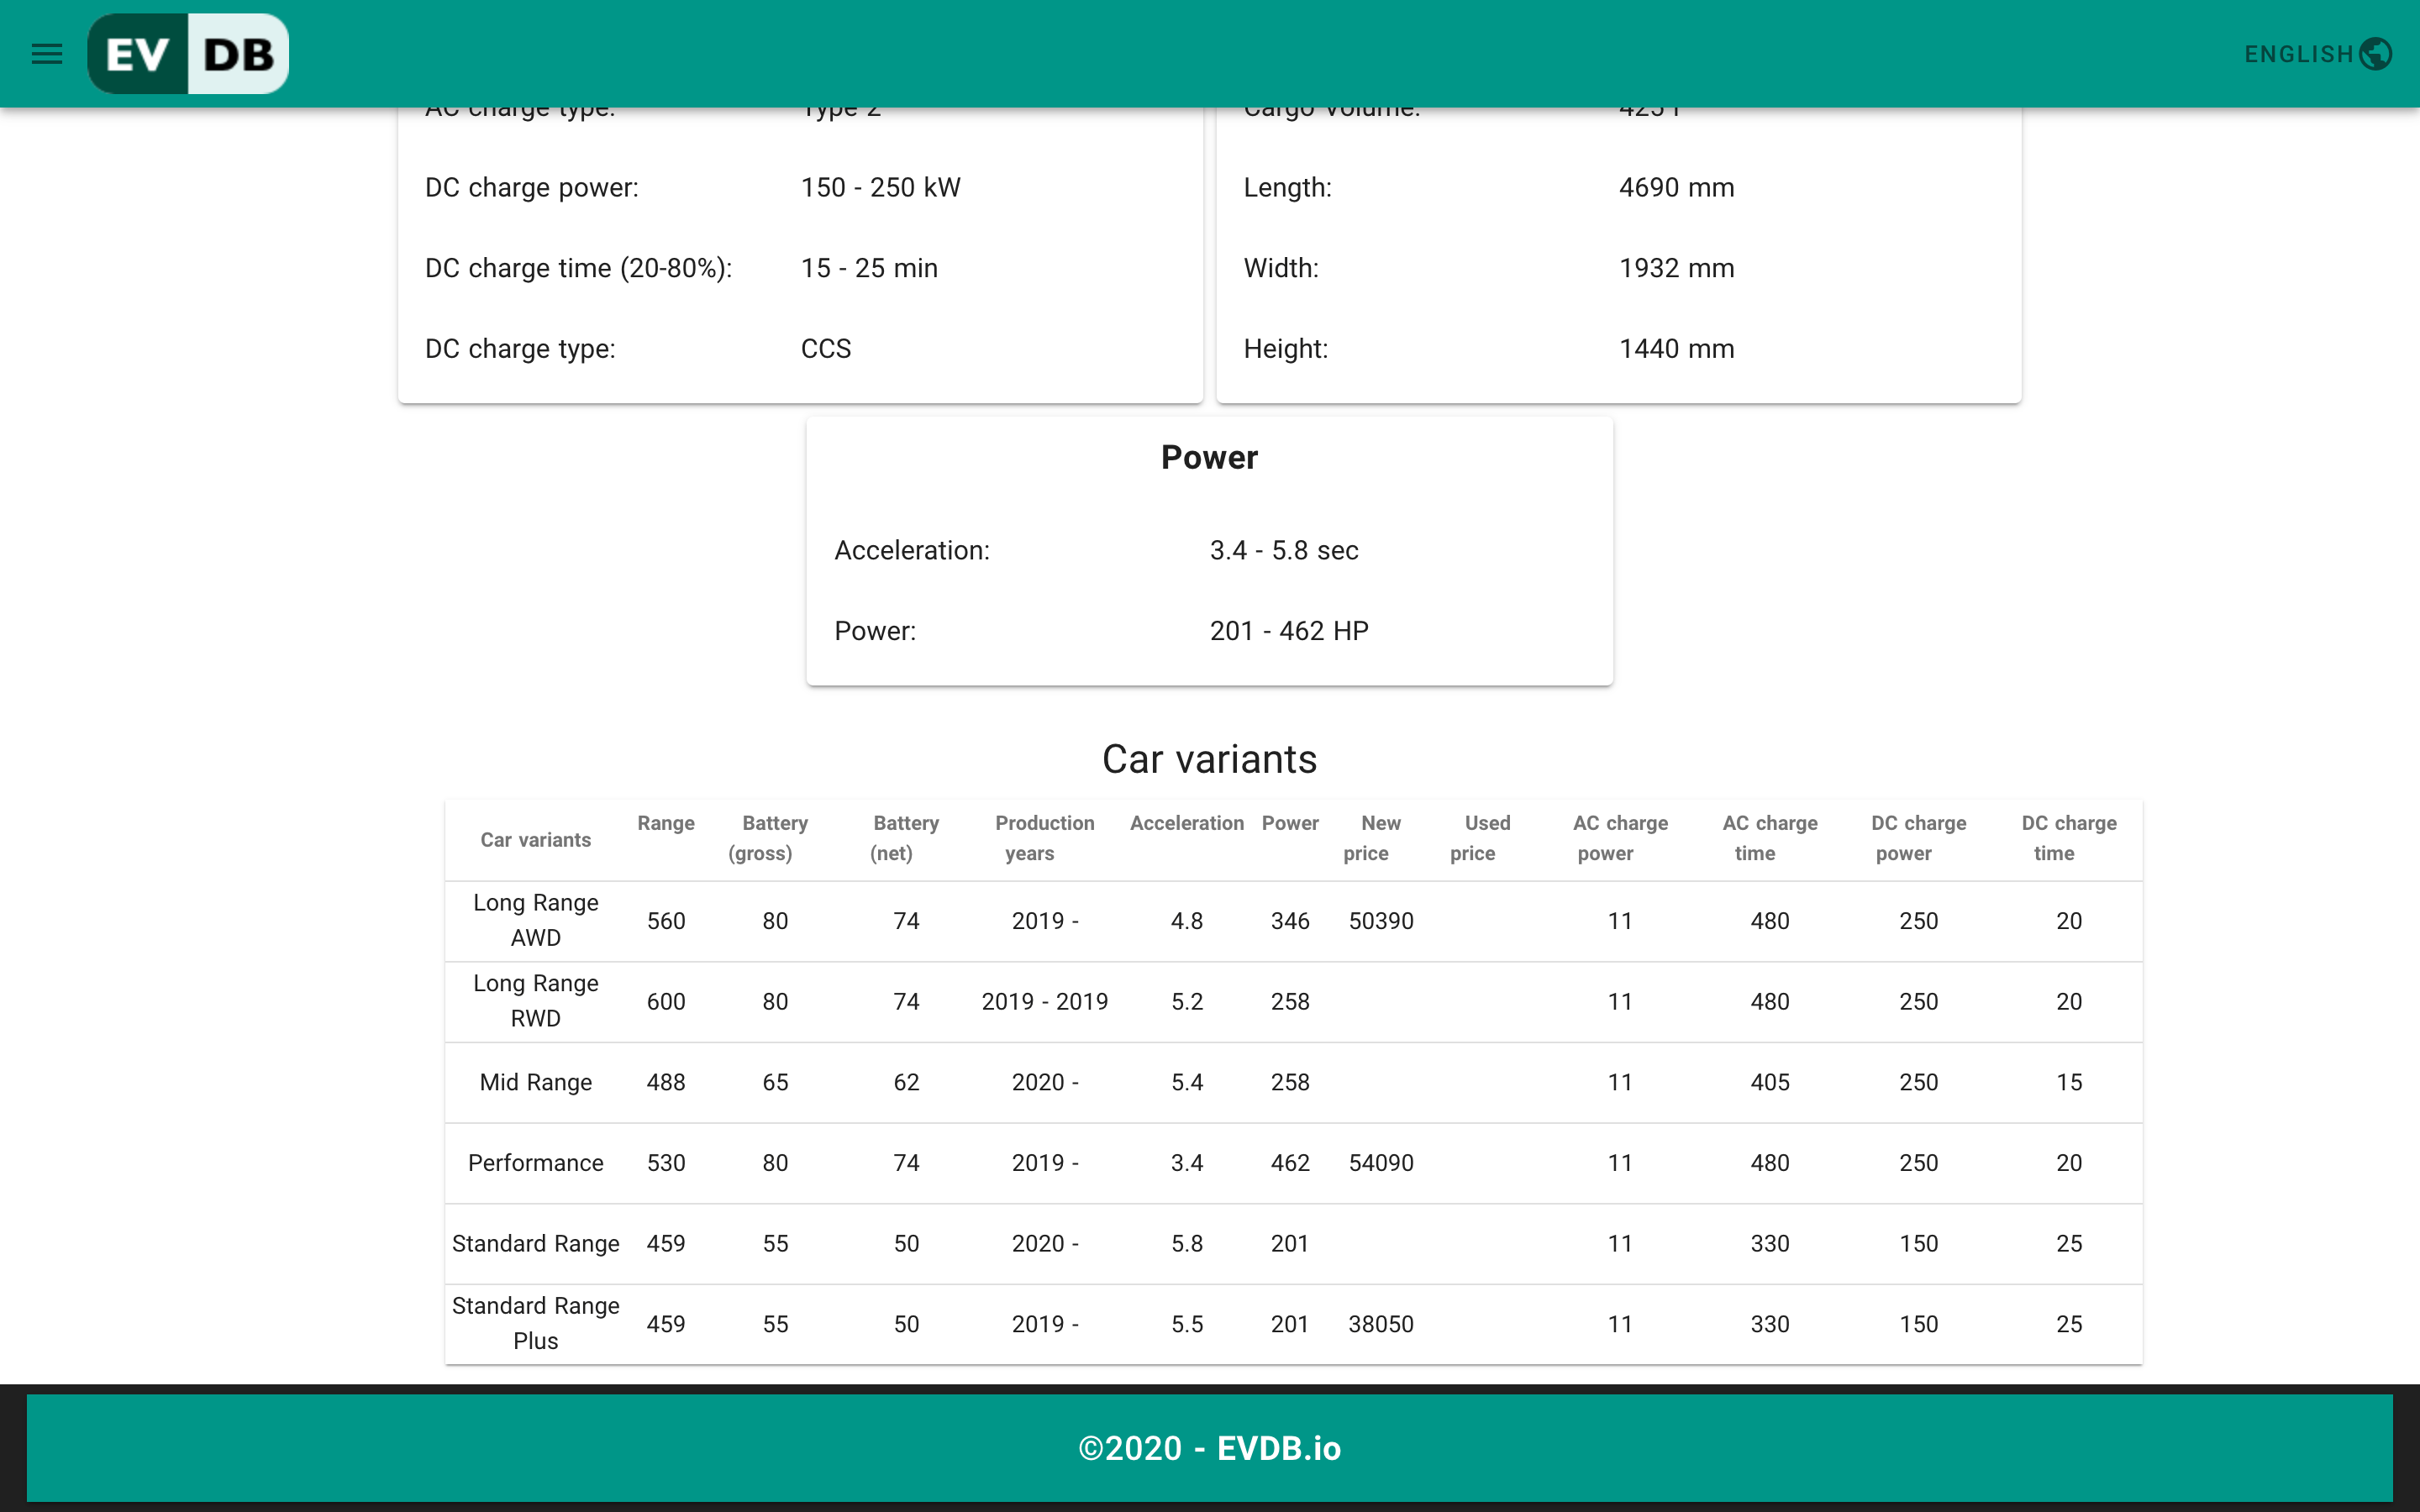 EV DB
ENGLISH
AC charge type: Type 2
Cargo volume:
DC charge power: 150 - 250 kW
DC charge time (20-80%): 15 - 25 min
DC charge type: CCS
Length: 4690 mm
Width: 1932 mm
Height: 1440 mm
Power
Acceleration: 3.4 - 5.8 sec
Power: 201 - 462 HP
Car variants
Car variants Range Battery (gross) Battery (net) Production years Acceleration Power New price Used price AC charge power AC charge time DC charge power DC charge time
Long Range AWD 560 80 74 2019 - 4.8 346 50390 11 480 250 20
Long Range RWD 600 80 74 2019 - 2019 5.2 258 11 480 250 20
Mid Range 488 65 62 2020 - 5.4 258 11 405 250 15
Performance 530 80 74 2019 - 3.4 462 54090 11 480 250 20
Standard Range 459 55 50 2020 - 5.8 201 11 330 150 25
Standard Range Plus 459 55 50 2019 - 5.5 201 38050 11 330 150 25
©2020 - EVDB.io